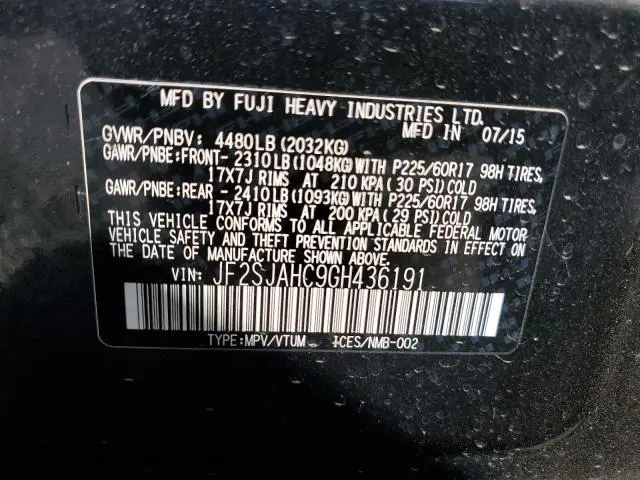 MFD BY FUJI HEAVY INDUSTRIES LTD.
MFD IN 07/15
GVWR/PNBV: 4480LB(2032KG)
GAWR/PNBE:FRONT- 2310LB(1048KG)WITH P225/60R17 98H TIRES,
17X7J RIMS AT 210 KPA(30 PSI)COLD
GAWR/PNBE:REAR - 2410LB(1093KG)WITH P225/60R17 98H TIRES,
17X7J RIMS AT 200 KPA(29 PSI)COLD
THIS VEHICLE CONFORMS TO ALL APPLICABLE FEDERAL MOTOR
VEHICLE SAFETY AND THEFT PREVENTION STANDARDS IN EFFECT
ON THE DATE OF MANUFACTURE SHOWN ABOVE.
VIN: JF2SJAHC9GH436191
TYPE:MPV/VTUM ICES/NMB-002